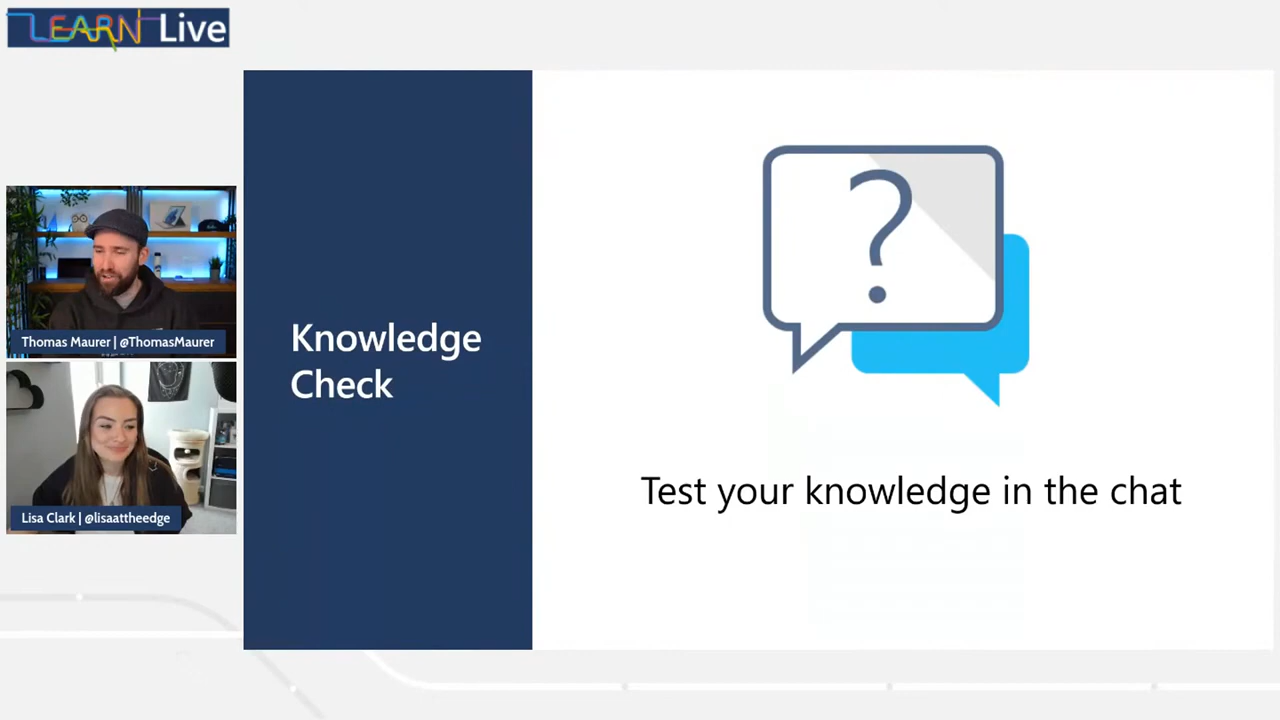 LEARN Live
Thomas Maurer | @ThomasMaurer
Lisa Clark | @lisaattheedge
Knowledge
Check
?
Test your knowledge in the chat